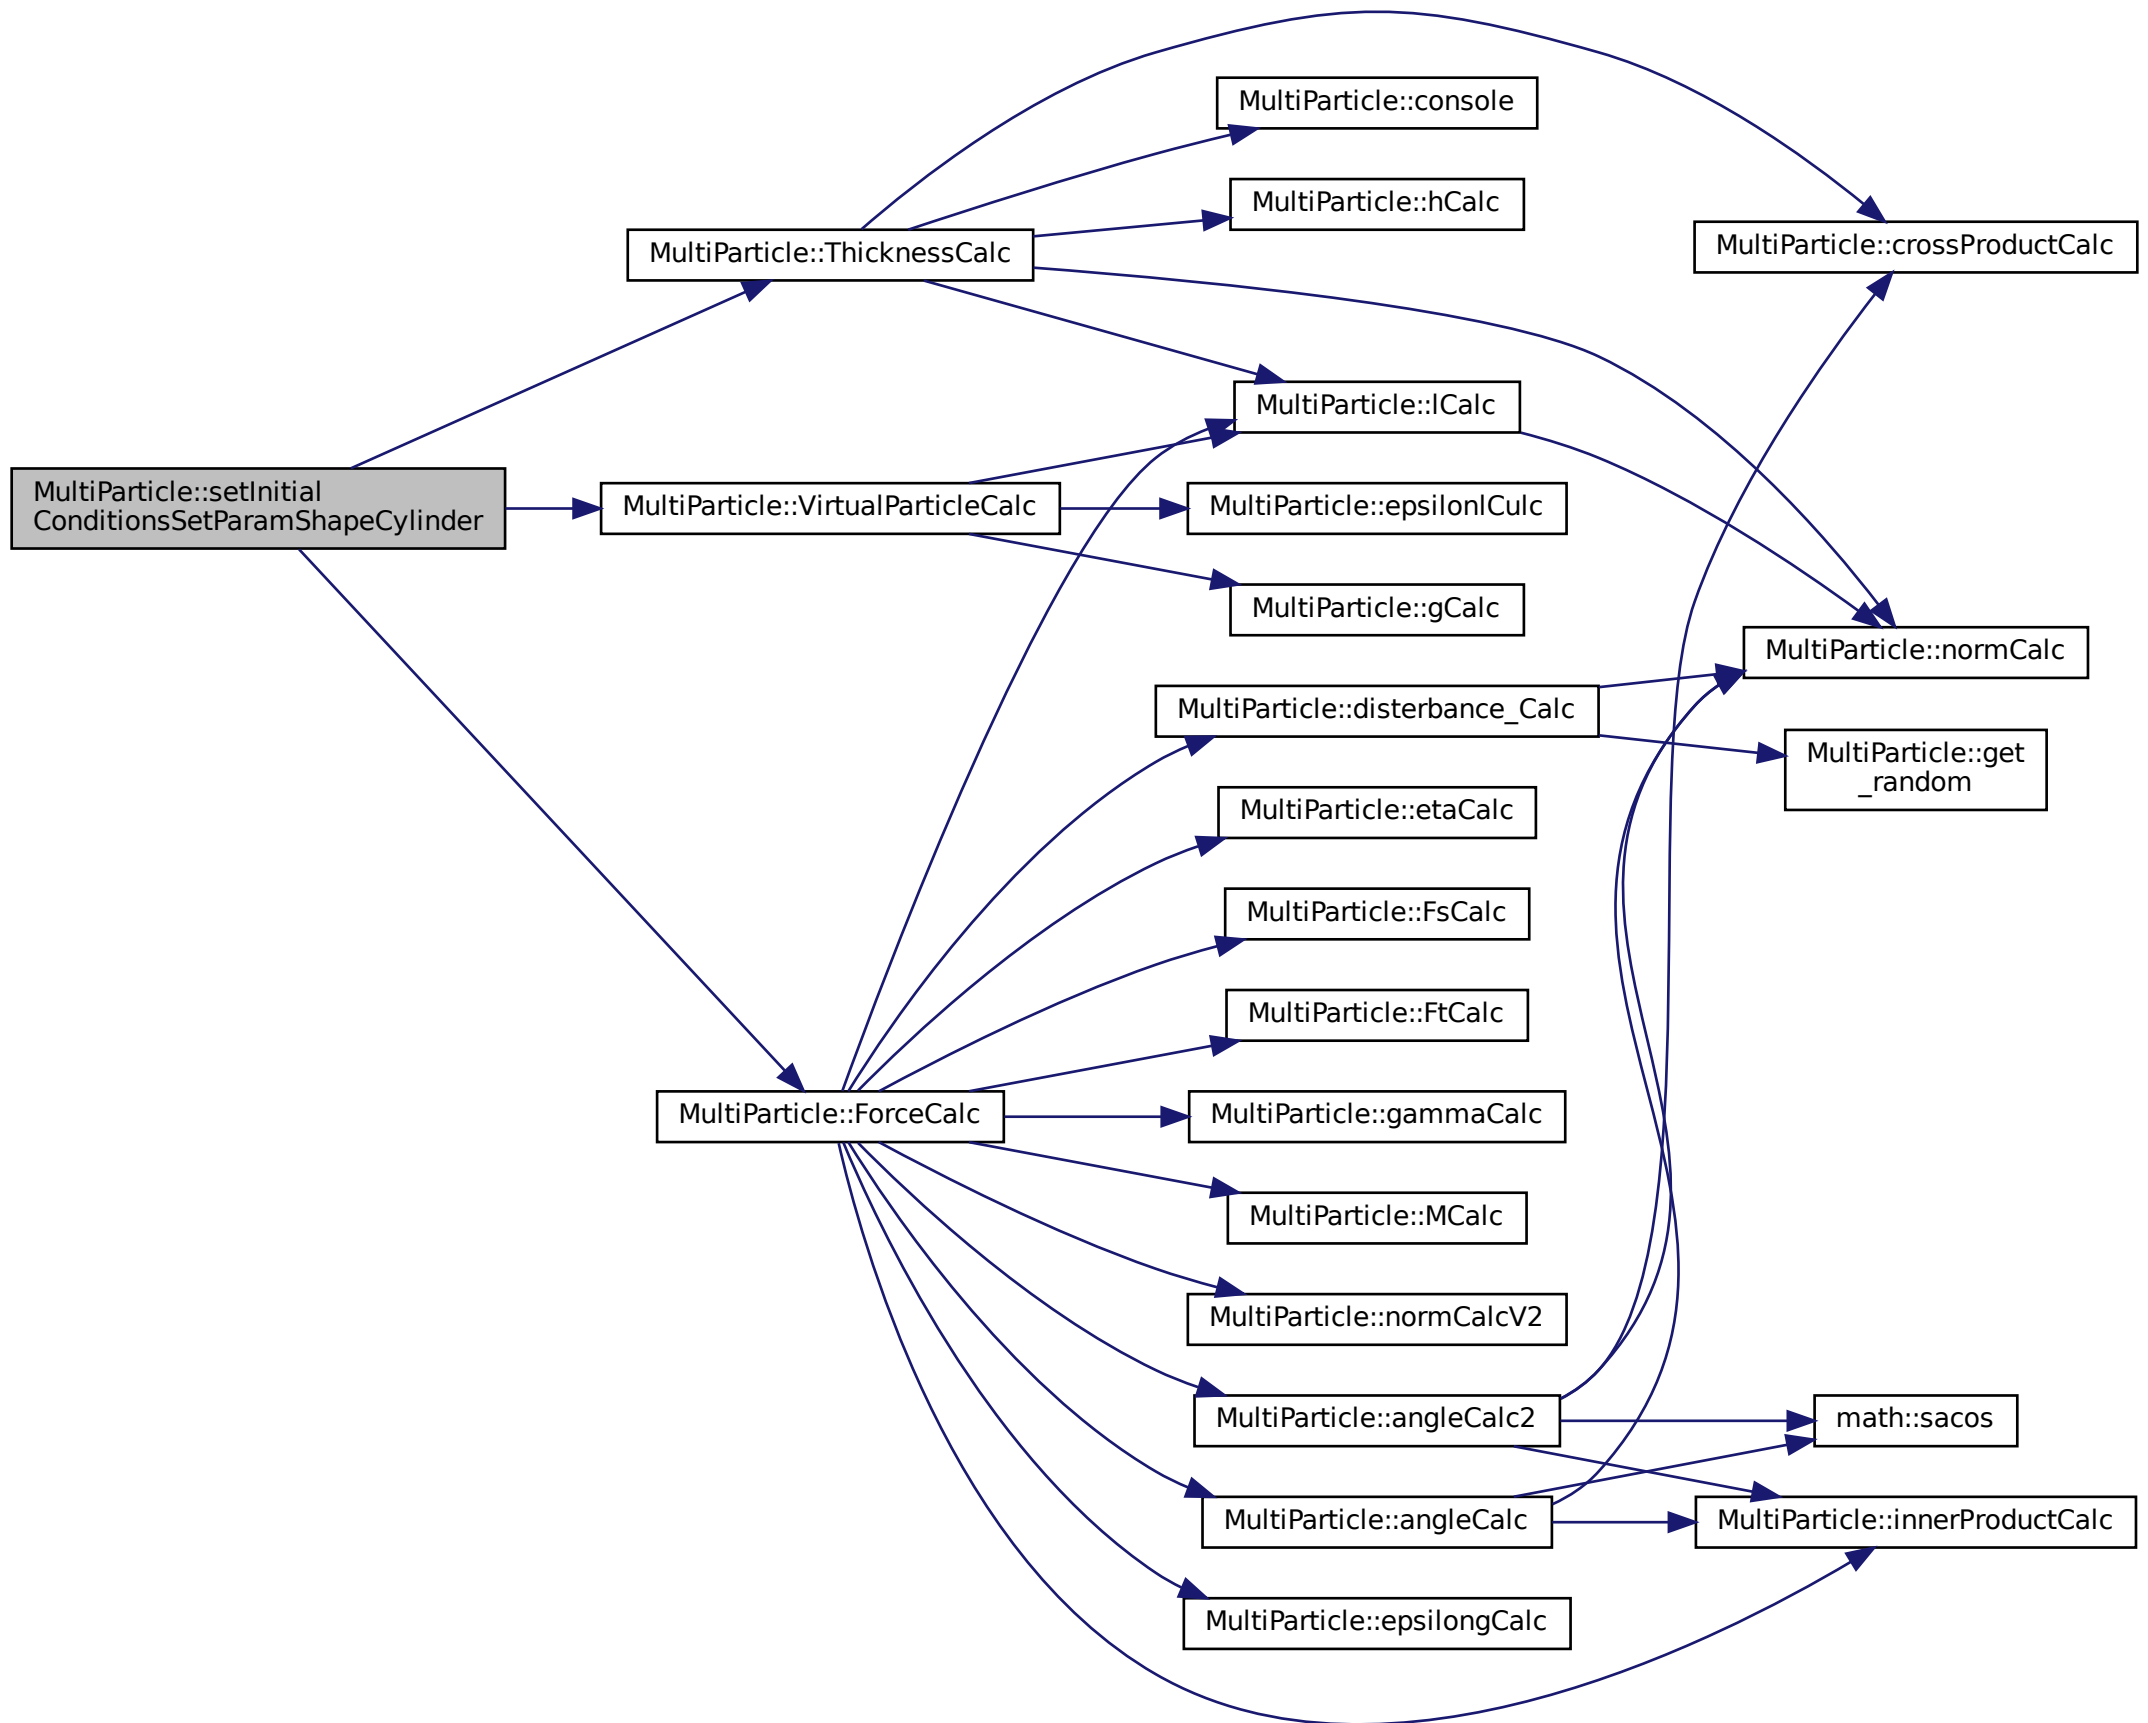 MultiParticle::setInitial
ConditionsSetParamShapeCylinder
MultiParticle::ThicknessCalc
MultiParticle::VirtualParticleCalc
MultiParticle::ForceCalc
MultiParticle::console
MultiParticle::hCalc
MultiParticle::lCalc
MultiParticle::epsilonlCulc
MultiParticle::gCalc
MultiParticle::disterbance_Calc
MultiParticle::etaCalc
MultiParticle::FsCalc
MultiParticle::FtCalc
MultiParticle::gammaCalc
MultiParticle::MCalc
MultiParticle::normCalcV2
MultiParticle::angleCalc2
MultiParticle::angleCalc
MultiParticle::epsilongCalc
MultiParticle::crossProductCalc
MultiParticle::normCalc
MultiParticle::get
_random
math::sacos
MultiParticle::innerProductCalc